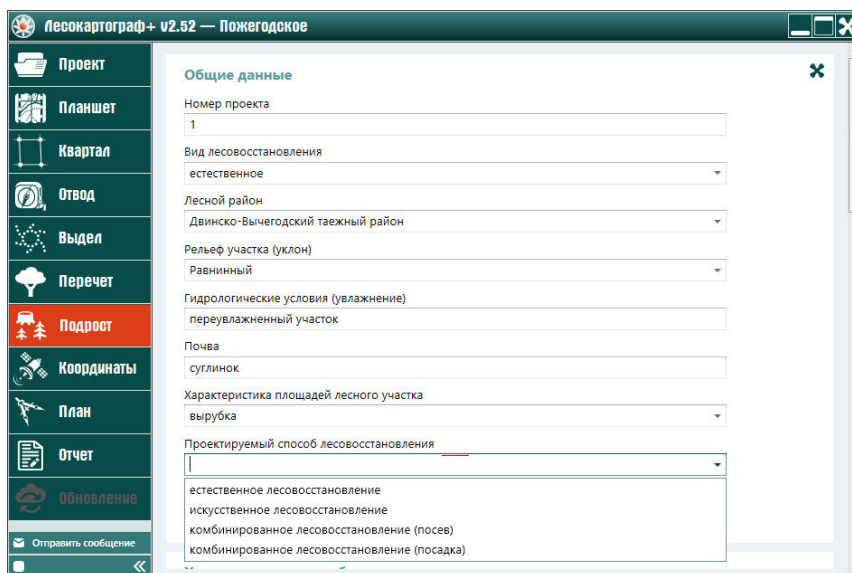 Лесокартограф+ v2.52 — Пожегодское
Проект
Планшет
Квартал
Отвод
Выдел
Перечет
Подрост
Координаты
План
Отчет
Обновление
Отправить сообщение
Общие данные
Номер проекта
1
Вид лесовосстановления
естественное
Лесной район
Двинско-Вычегодский таежный район
Рельеф участка (уклон)
Равнинный
Гидрологические условия (увлажнение)
переувлажненный участок
Почва
суглинок
Характеристика площадей лесного участка
вырубка
Проектируемый способ лесовосстановления
естественное лесовосстановление
искусственное лесовосстановление
комбинированное лесовосстановление (посев)
комбинированное лесовосстановление (посадка)